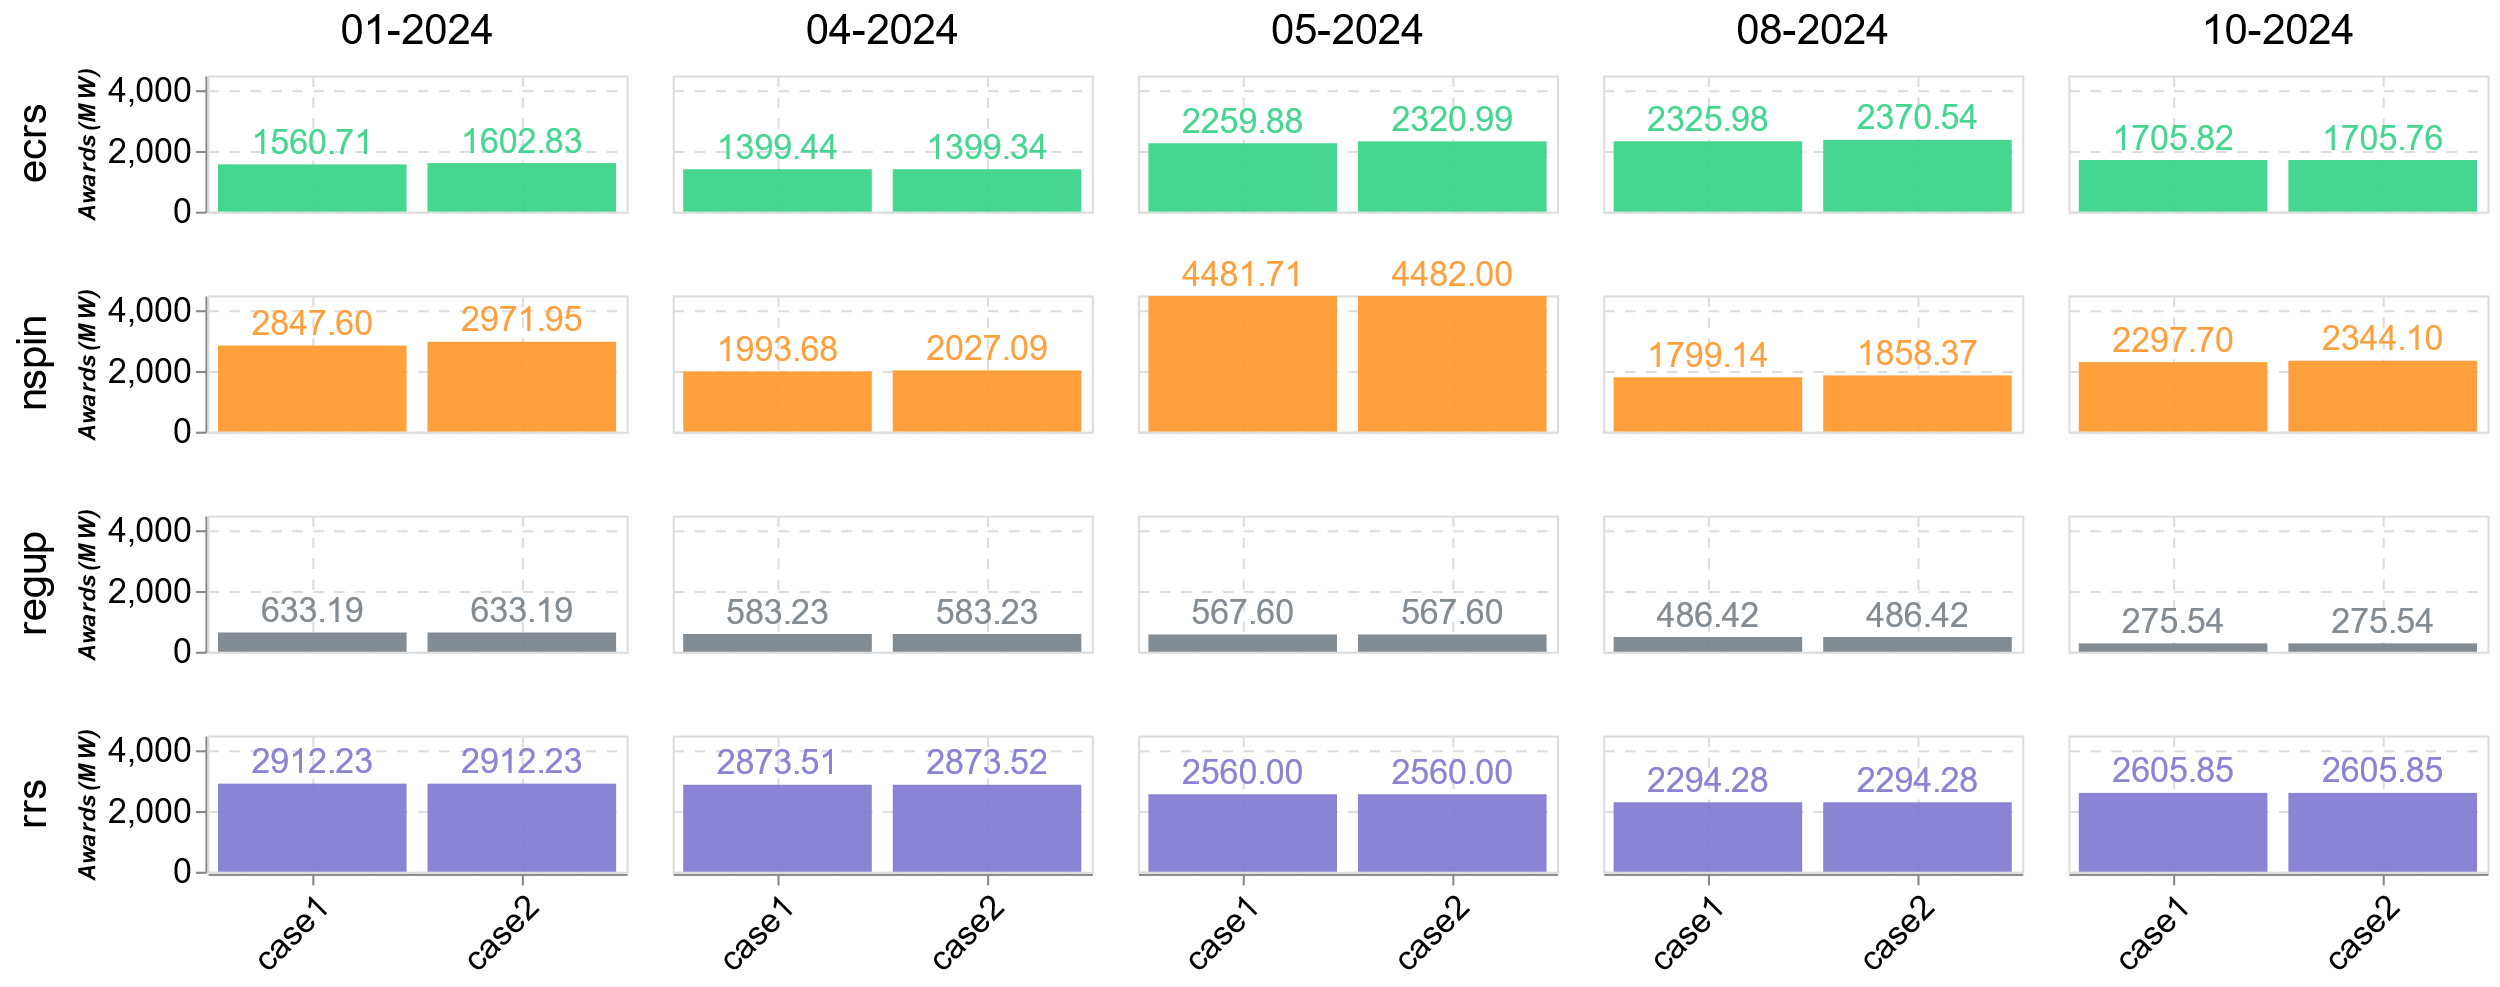 01-2024 04-2024 05-2024 08-2024 10-2024
ecrs
Awards (MW)
4,000
2,000
0
1560.71 1602.83 1399.44 1399.34 2259.88 2320.99 2325.98 2370.54 1705.82 1705.76
nspin
Awards (MW)
4,000
2,000
0
2847.60 2971.95 1993.68 2027.09 4481.71 4482.00 1799.14 1858.37 2297.70 2344.10
regup
Awards (MW)
4,000
2,000
0
633.19 633.19 583.23 583.23 567.60 567.60 486.42 486.42 275.54 275.54
rrs
Awards (MW)
4,000
2,000
0
2912.23 2912.23 2873.51 2873.52 2560.00 2560.00 2294.28 2294.28 2605.85 2605.85
case1 case2 case1 case2 case1 case2 case1 case2 case1 case2